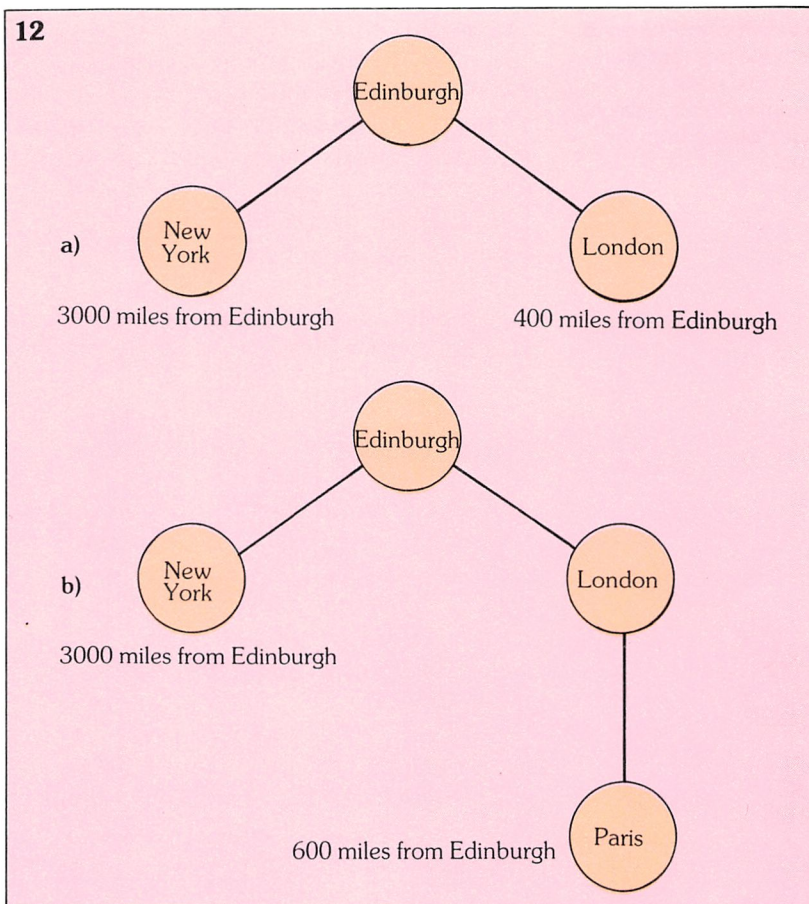 12
Edinburgh
a)
New
York
London
3000 miles from Edinburgh
400 miles from Edinburgh
Edinburgh
b)
New
York
London
3000 miles from Edinburgh
600 miles from Edinburgh
Paris